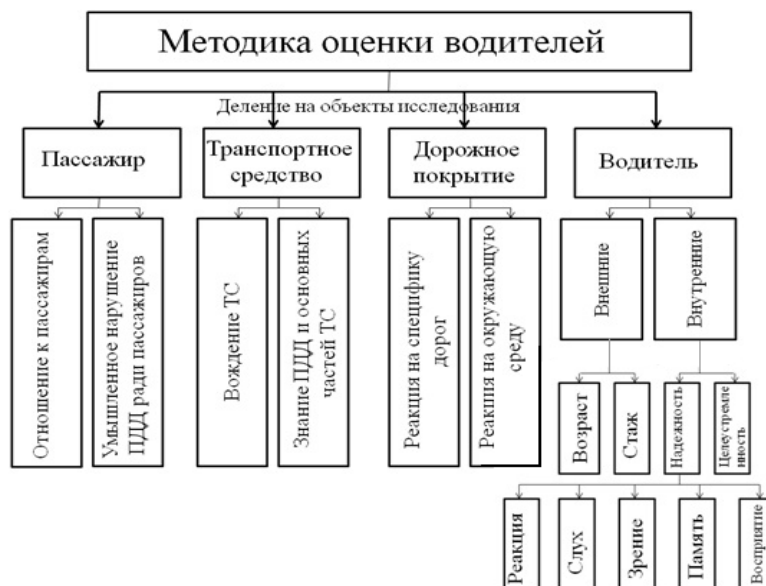 Методика оценки водителей
Деление на объекты исследования
Пассажир
Транспортное
средство
Дорожное
покрытие
Водитель
Отношение к пассажирам
Умышленное нарушение
ПДД ради пассажиров
Вождение ТС
Знание ПДД и основных
частей ТС
Реакция на специфику
дорог
Реакция на окружающую
среду
Внешние
Внутренние
Возраст
Стаж
Надежность
Целеустремле
нность
Реакция
Слух
Зрение
Память
Восприятие